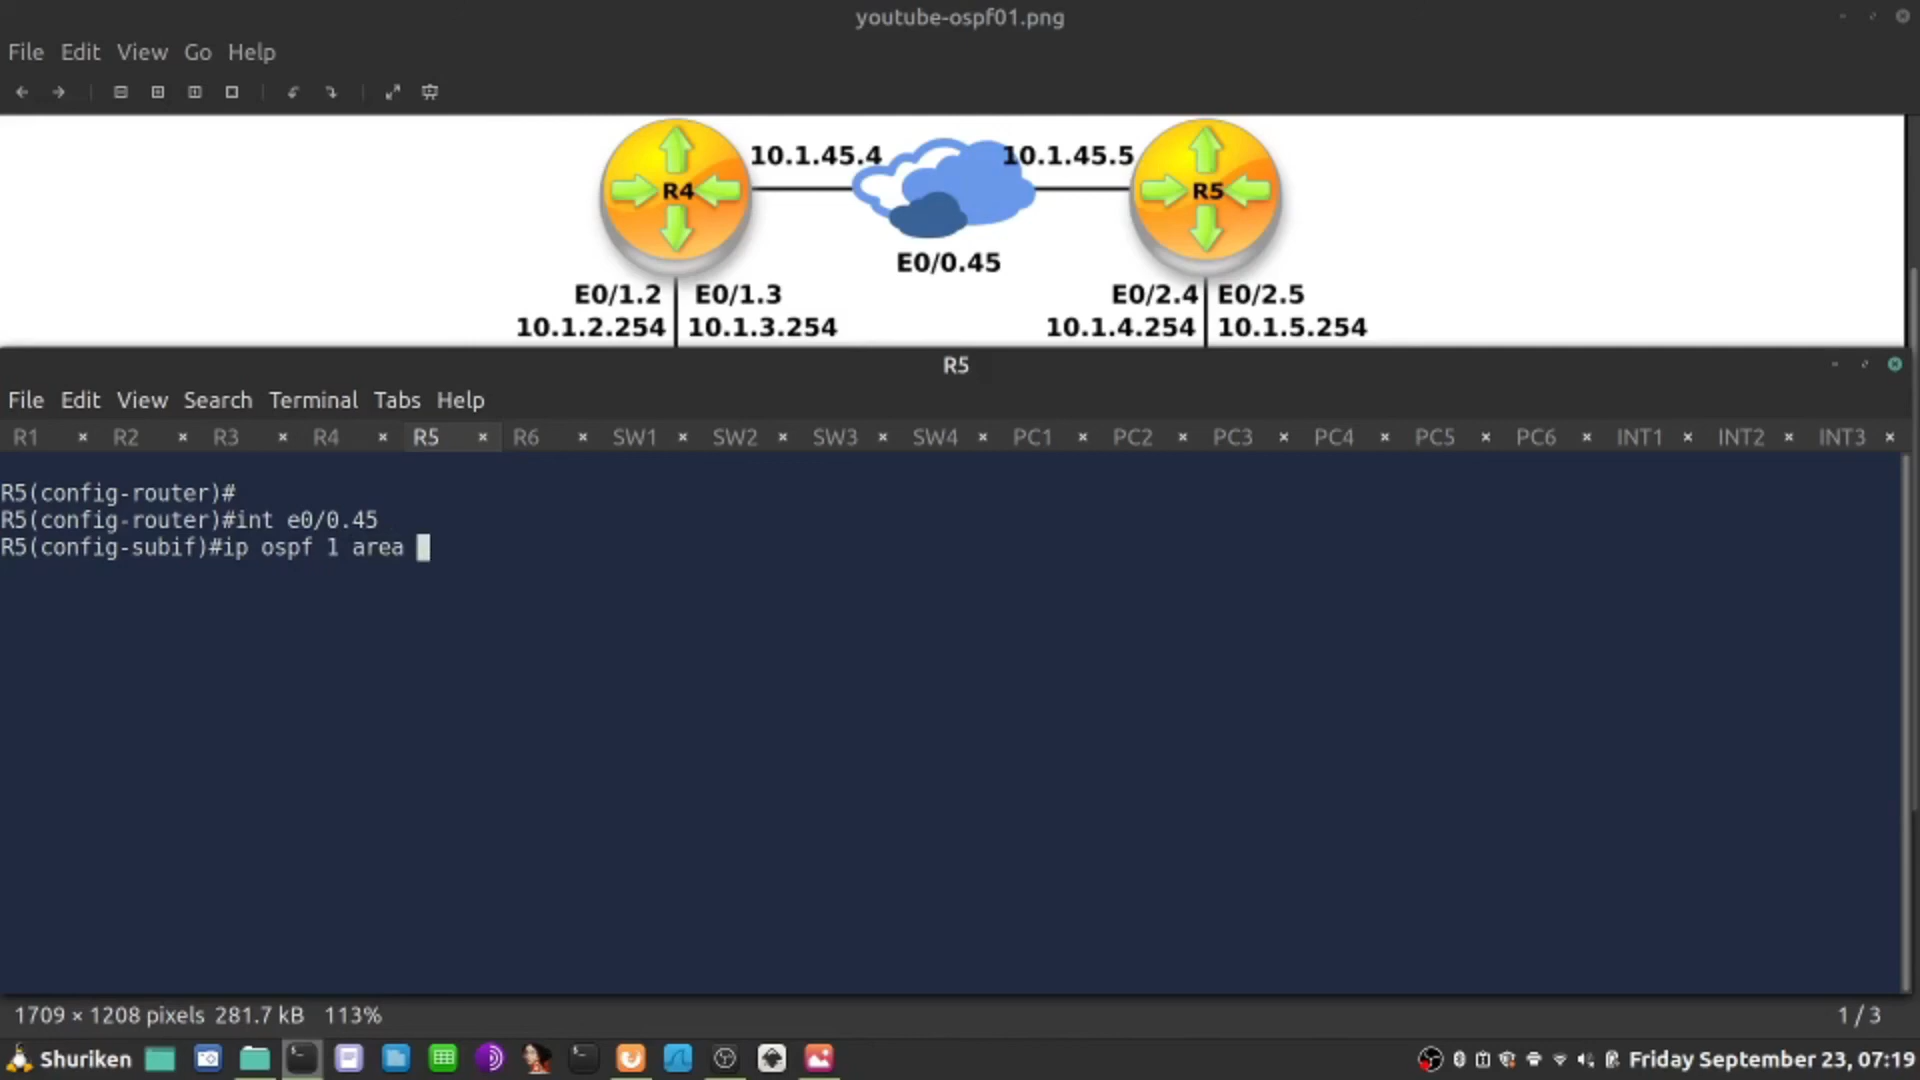 youtube-ospf01.png
File Edit View Go Help
10.1.45.4 10.1.45.5
R4 R5
E0/0.45
E0/1.2 E0/1.3 E0/2.4 E0/2.5
10.1.2.254 10.1.3.254 10.1.4.254 10.1.5.254
R5
File Edit View Search Terminal Tabs Help
R1 × R2 × R3 × R4 × R5 × R6 × SW1 × SW2 × SW3 × SW4 × PC1 × PC2 × PC3 × PC4 × PC5 × PC6 × INT1 × INT2 × INT3 ×
R5(config-router)#
R5(config-router)#int e0/0.45
R5(config-subif)#ip ospf 1 area
1709 × 1208 pixels 281.7 kB 113% 1 / 3
Shuriken Friday September 23, 07:19